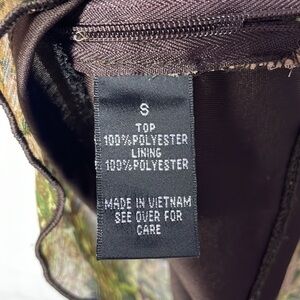 S
TOP
100%POLYESTER
LINING
100%POLYESTER
MADE IN VIETNAM
SEE OVER FOR
CARE